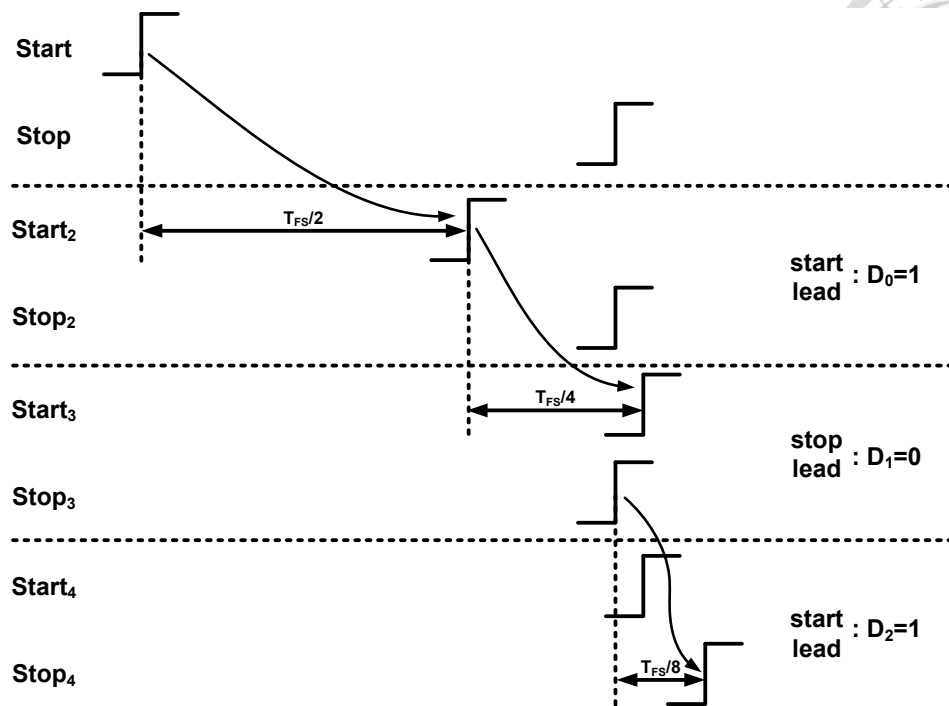 Start
Stop
Start₂
T_FS/2
start
lead : D₀=1
Stop₂
Start₃
T_FS/4
stop
lead : D₁=0
Stop₃
Start₄
start
lead : D₂=1
Stop₄
T_FS/8